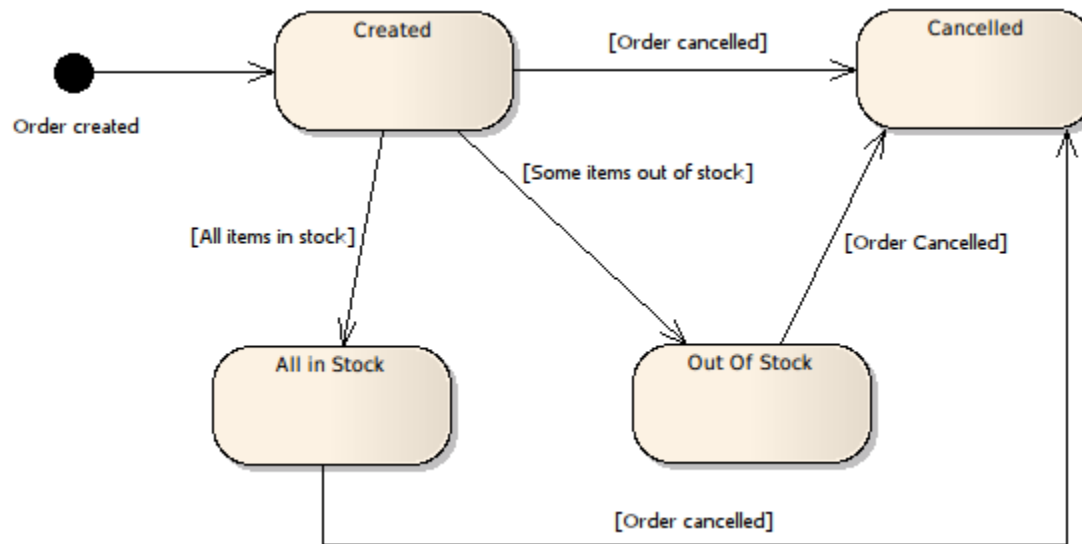 Created
Cancelled
[Order cancelled]
Order created
[Some items out of stock]
[All items in stock]
[Order Cancelled]
All in Stock
Out Of Stock
[Order cancelled]